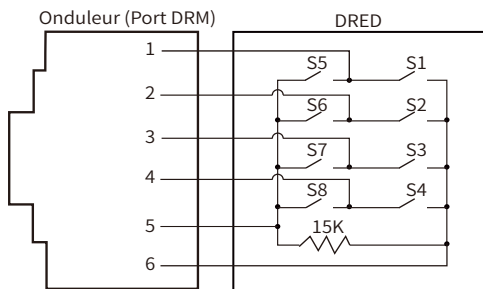 Onduleur (Port DRM) DRED
1
S5 S1
2
S6 S2
3
S7 S3
4
S8 S4
15K
5
6